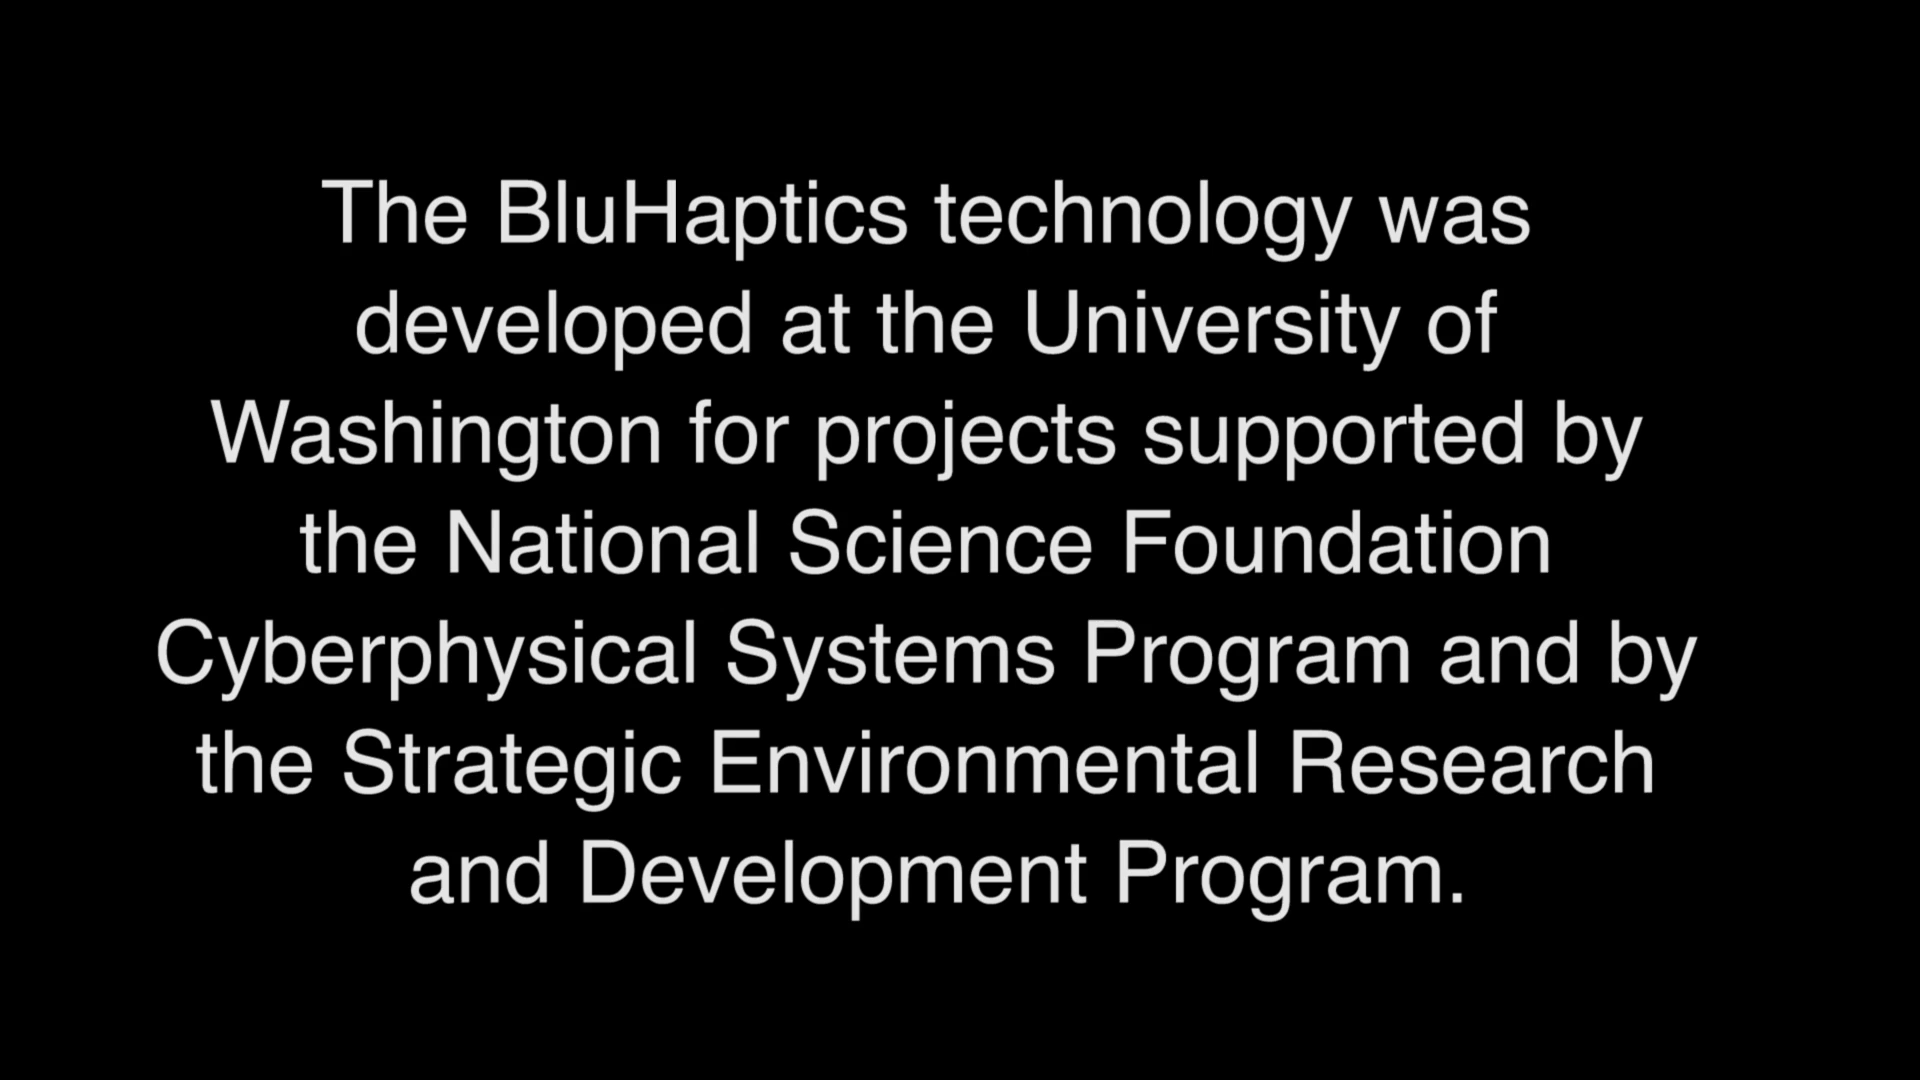 The BluHaptics technology was
developed at the University of
Washington for projects supported by
the National Science Foundation
Cyberphysical Systems Program and by
the Strategic Environmental Research
and Development Program.